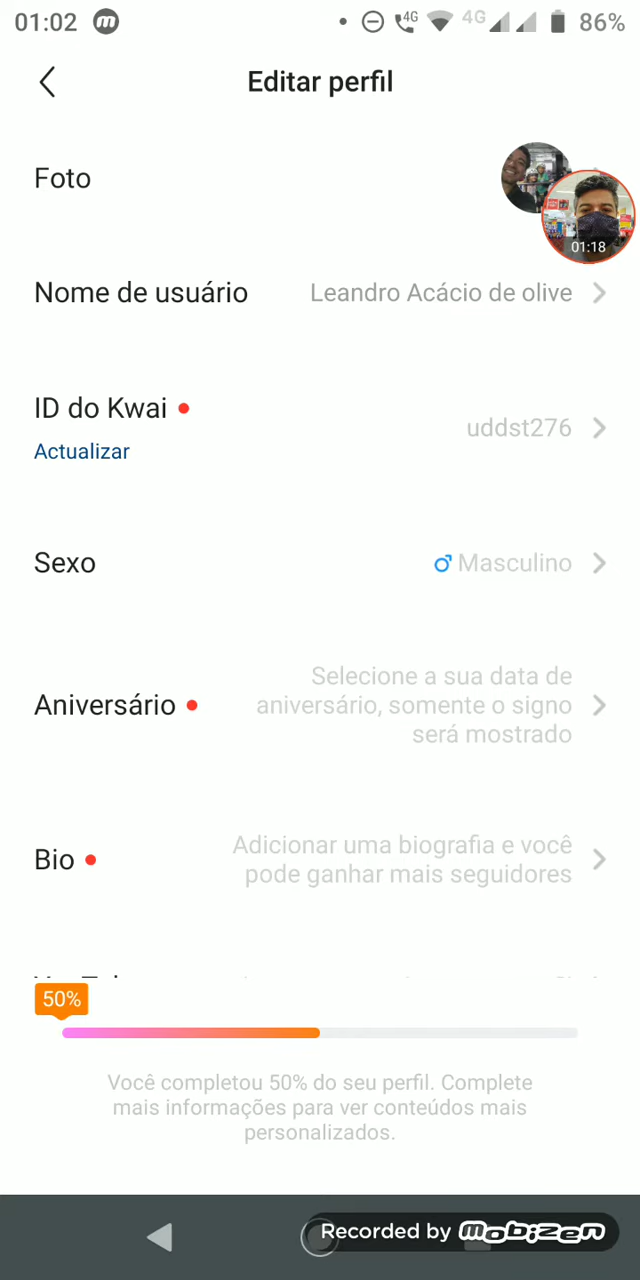 01:02
4G
4G
86%
Editar perfil
Foto
01:18
Nome de usuário
Leandro Acácio de olive
ID do Kwai
Actualizar
uddst276
Sexo
Masculino
Aniversário
Selecione a sua data de
aniversário, somente o signo
será mostrado
Bio
Adicionar uma biografia e você
pode ganhar mais seguidores
50%
Você completou 50% do seu perfil. Complete
mais informações para ver conteúdos mais
personalizados.
Recorded by mobizen